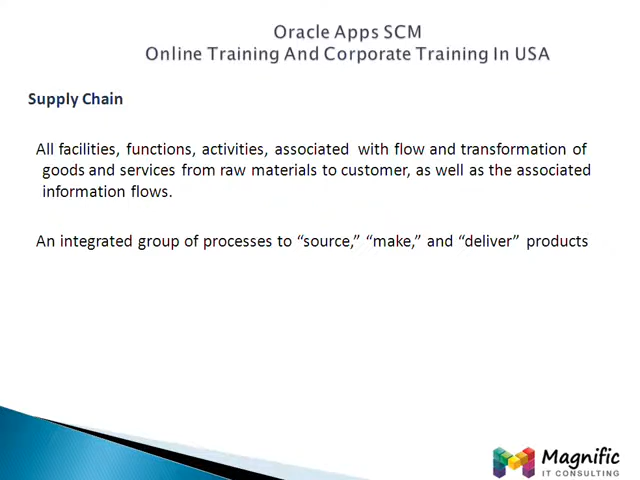 Oracle Apps SCM
Online Training And Corporate Training In USA
Supply Chain
All facilities, functions, activities, associated with flow and transformation of
goods and services from raw materials to customer, as well as the associated
information flows.
An integrated group of processes to “source,” “make,” and “deliver” products
Magnific
IT CONSULTING